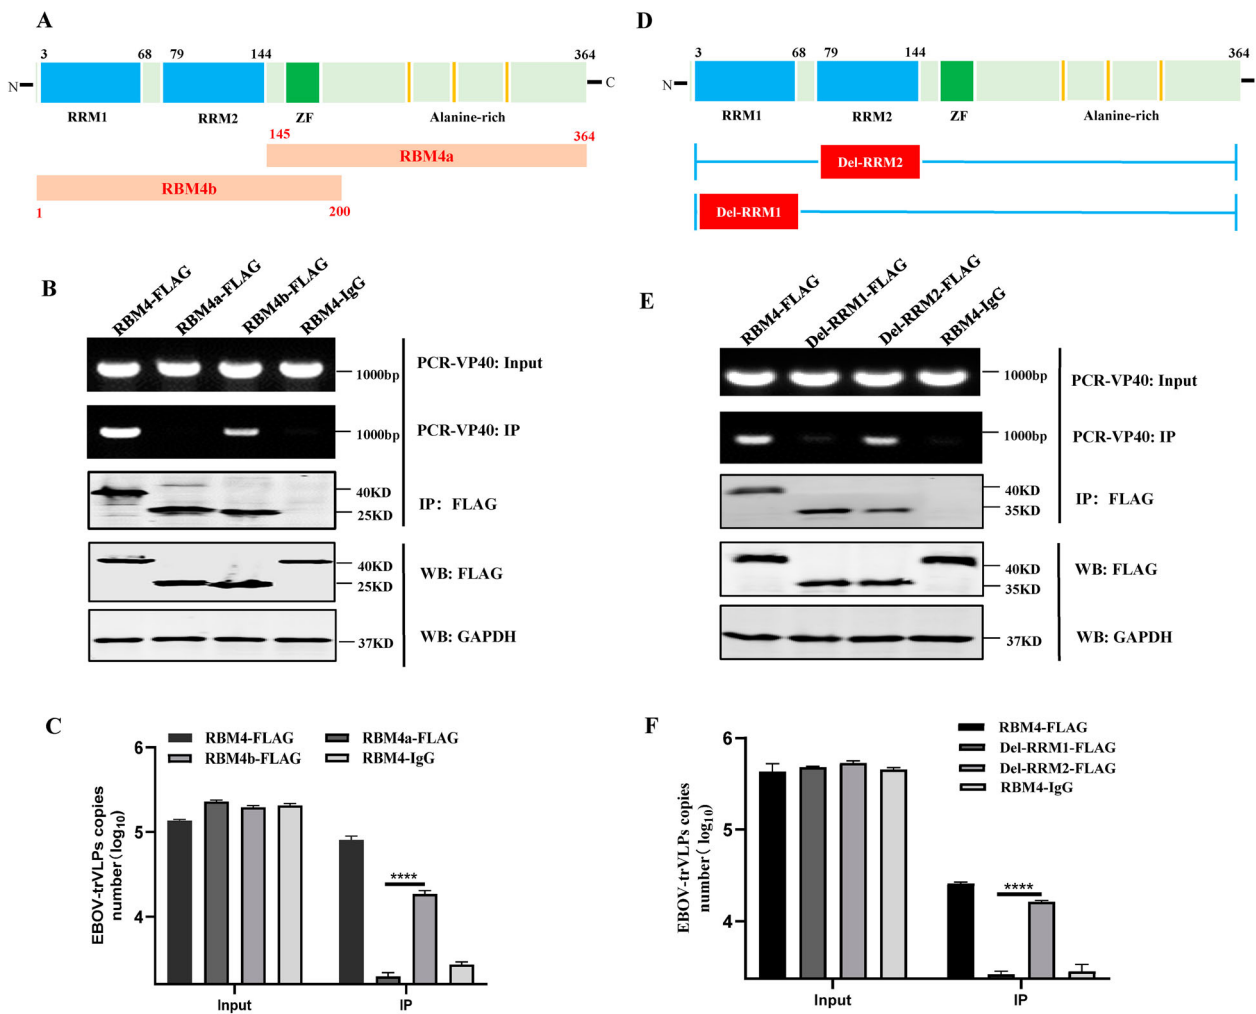 A
3 68 79 144 364
N C
RRM1 RRM2 ZF Alanine-rich
145 364
RBM4a
RBM4b
1 200
B
RBM4-FLAG
RBM4a-FLAG
RBM4b-FLAG
RBM4-IgG
1000bp PCR-VP40: Input
1000bp PCR-VP40: IP
40KD
25KD
IP: FLAG
40KD
25KD
WB: FLAG
37KD WB: GAPDH
C
RBM4-FLAG RBM4a-FLAG
RBM4b-FLAG RBM4-IgG
EBOV-trVLPs copies
number(log10)
6
5
4
****
Input IP
D
3 68 79 144 364
N C
RRM1 RRM2 ZF Alanine-rich
Del-RRM2
Del-RRM1
E
RBM4-FLAG
Del-RRM1-FLAG
Del-RRM2-FLAG
RBM4-IgG
1000bp PCR-VP40: Input
1000bp PCR-VP40: IP
40KD
35KD
IP: FLAG
40KD
35KD
WB: FLAG
37KD WB: GAPDH
F
RBM4-FLAG
Del-RRM1-FLAG
Del-RRM2-FLAG
RBM4-IgG
EBOV-trVLPs copies
number( log10)
6
5
4
****
Input IP